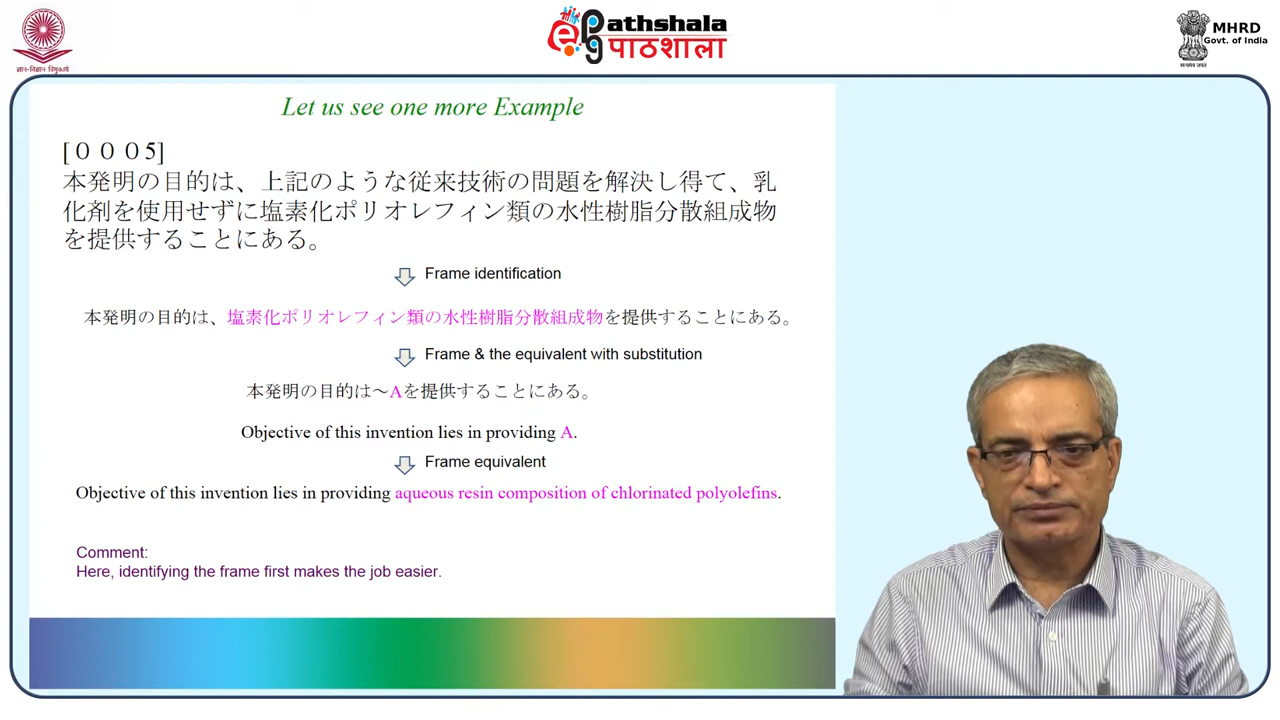 ज्ञान-विज्ञान विमुक्तये
ePathshala
पाठशाला
MHRD
Govt. of India
सत्यमेव जयते
Let us see one more Example
[０００5]
本発明の目的は、上記のような従来技術の問題を解決し得て、乳
化剤を使用せずに塩素化ポリオレフィン類の水性樹脂分散組成物
を提供することにある。
Frame identification
本発明の目的は、塩素化ポリオレフィン類の水性樹脂分散組成物を提供することにある。
Frame & the equivalent with substitution
本発明の目的は～Aを提供することにある。
Objective of this invention lies in providing A.
Frame equivalent
Objective of this invention lies in providing aqueous resin composition of chlorinated polyolefins.
Comment:
Here, identifying the frame first makes the job easier.